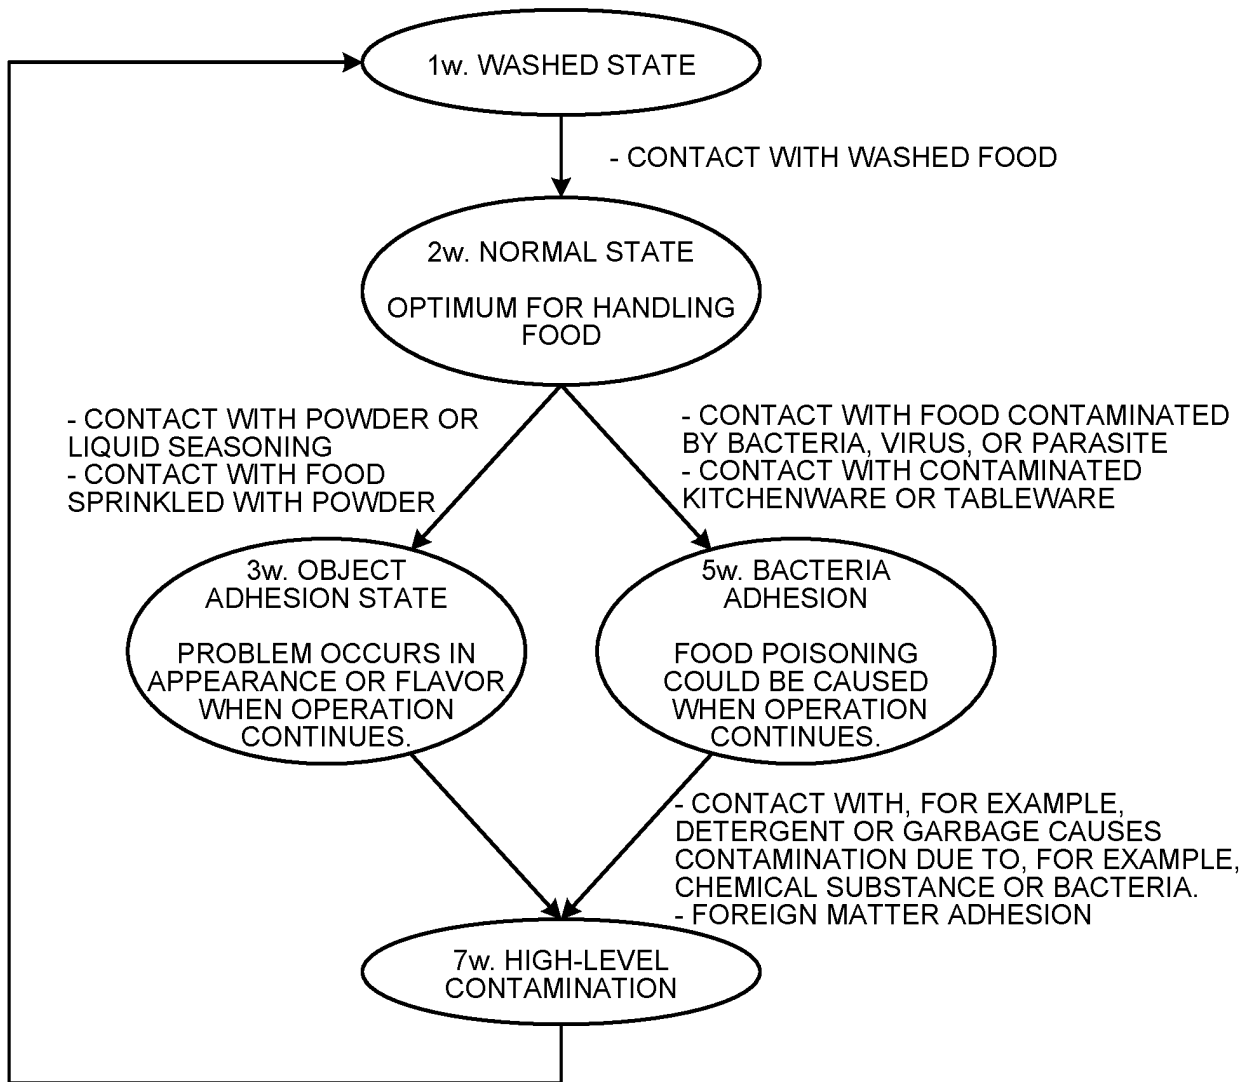 1w. WASHED STATE
- CONTACT WITH WASHED FOOD
2w. NORMAL STATE
OPTIMUM FOR HANDLING
FOOD
- CONTACT WITH POWDER OR
LIQUID SEASONING
- CONTACT WITH FOOD
SPRINKLED WITH POWDER
- CONTACT WITH FOOD CONTAMINATED
BY BACTERIA, VIRUS, OR PARASITE
- CONTACT WITH CONTAMINATED
KITCHENWARE OR TABLEWARE
3w. OBJECT
ADHESION STATE
PROBLEM OCCURS IN
APPEARANCE OR FLAVOR
WHEN OPERATION
CONTINUES.
5w. BACTERIA
ADHESION
FOOD POISONING
COULD BE CAUSED
WHEN OPERATION
CONTINUES.
- CONTACT WITH, FOR EXAMPLE,
DETERGENT OR GARBAGE CAUSES
CONTAMINATION DUE TO, FOR EXAMPLE,
CHEMICAL SUBSTANCE OR BACTERIA.
- FOREIGN MATTER ADHESION
7w. HIGH-LEVEL
CONTAMINATION